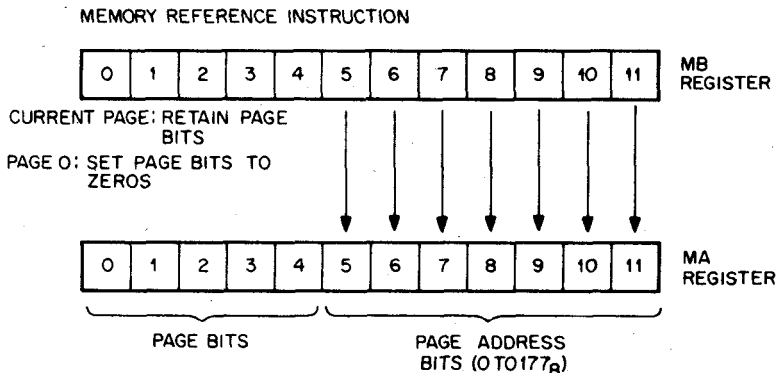 MEMORY REFERENCE INSTRUCTION
0 1 2 3 4 5 6 7 8 9 10 11
MB
REGISTER
CURRENT PAGE: RETAIN PAGE
BITS
PAGE 0: SET PAGE BITS TO
ZEROS
0 1 2 3 4 5 6 7 8 9 10 11
MA
REGISTER
PAGE BITS
PAGE ADDRESS
BITS (0 TO 177₈)